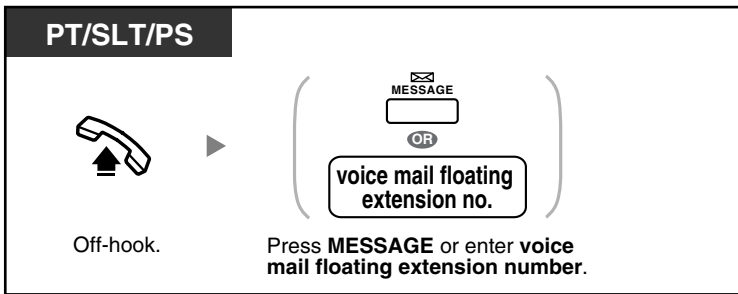 PT/SLT/PS
MESSAGE
OR
voice mail floating
extension no.
Off-hook.
Press MESSAGE or enter voice
mail floating extension number.